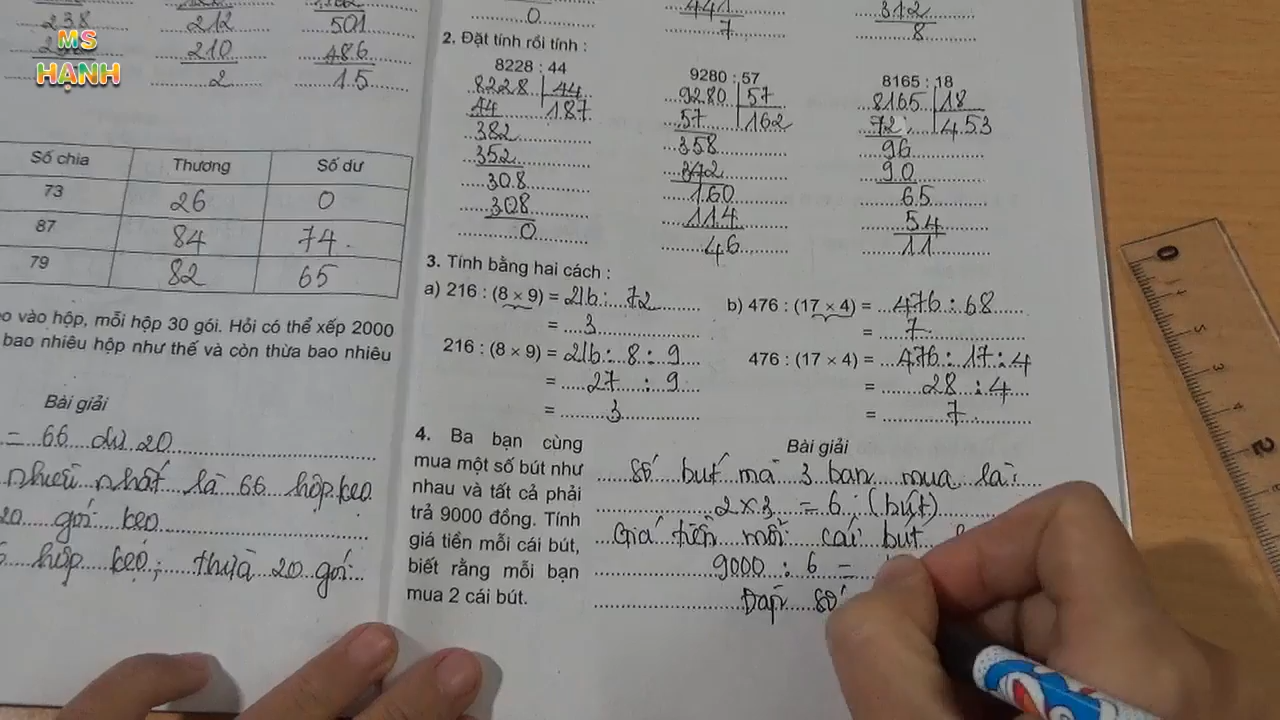 MS
HẠNH
238
212
210
2
501
486
15
Số chia Thương Số dư
73 26 0
87 84 74
79 82 65
vào hộp, mỗi hộp 30 gói. Hỏi có thể xếp 2000
bao nhiêu hộp như thế và còn thừa bao nhiêu
Bài giải
= 66 dư 20
nhiều nhất là 66 hộp kẹo
20 gói kẹo
hộp kẹo; thừa 20 gói
0
441
7
312
8
2. Đặt tính rồi tính :
8228 : 44
8228 44
44 187
382
352
308
308
0
9280 : 57
9280 57
57 162
358
342
160
114
46
8165 : 18
8165 18
72 453
96
90
65
54
11
3. Tính bằng hai cách :
a) 216 : (8 × 9) = 216 : 72
= 3
216 : (8 × 9) = 216 : 8 : 9
= 27 : 9
= 3
b) 476 : (17 × 4) = 476 : 68
= 7
476 : (17 × 4) = 476 : 17 : 4
= 28 : 4
= 7
4. Ba bạn cùng
mua một số bút như
nhau và tất cả phải
trả 9000 đồng. Tính
giá tiền mỗi cái bút,
biết rằng mỗi bạn
mua 2 cái bút.
Bài giải
Số bút mà 3 bạn mua là:
2 × 3 = 6 (bút)
Giá tiền mỗi cái bút
9000 : 6 =
Đáp số
0
1
2
3
4
5